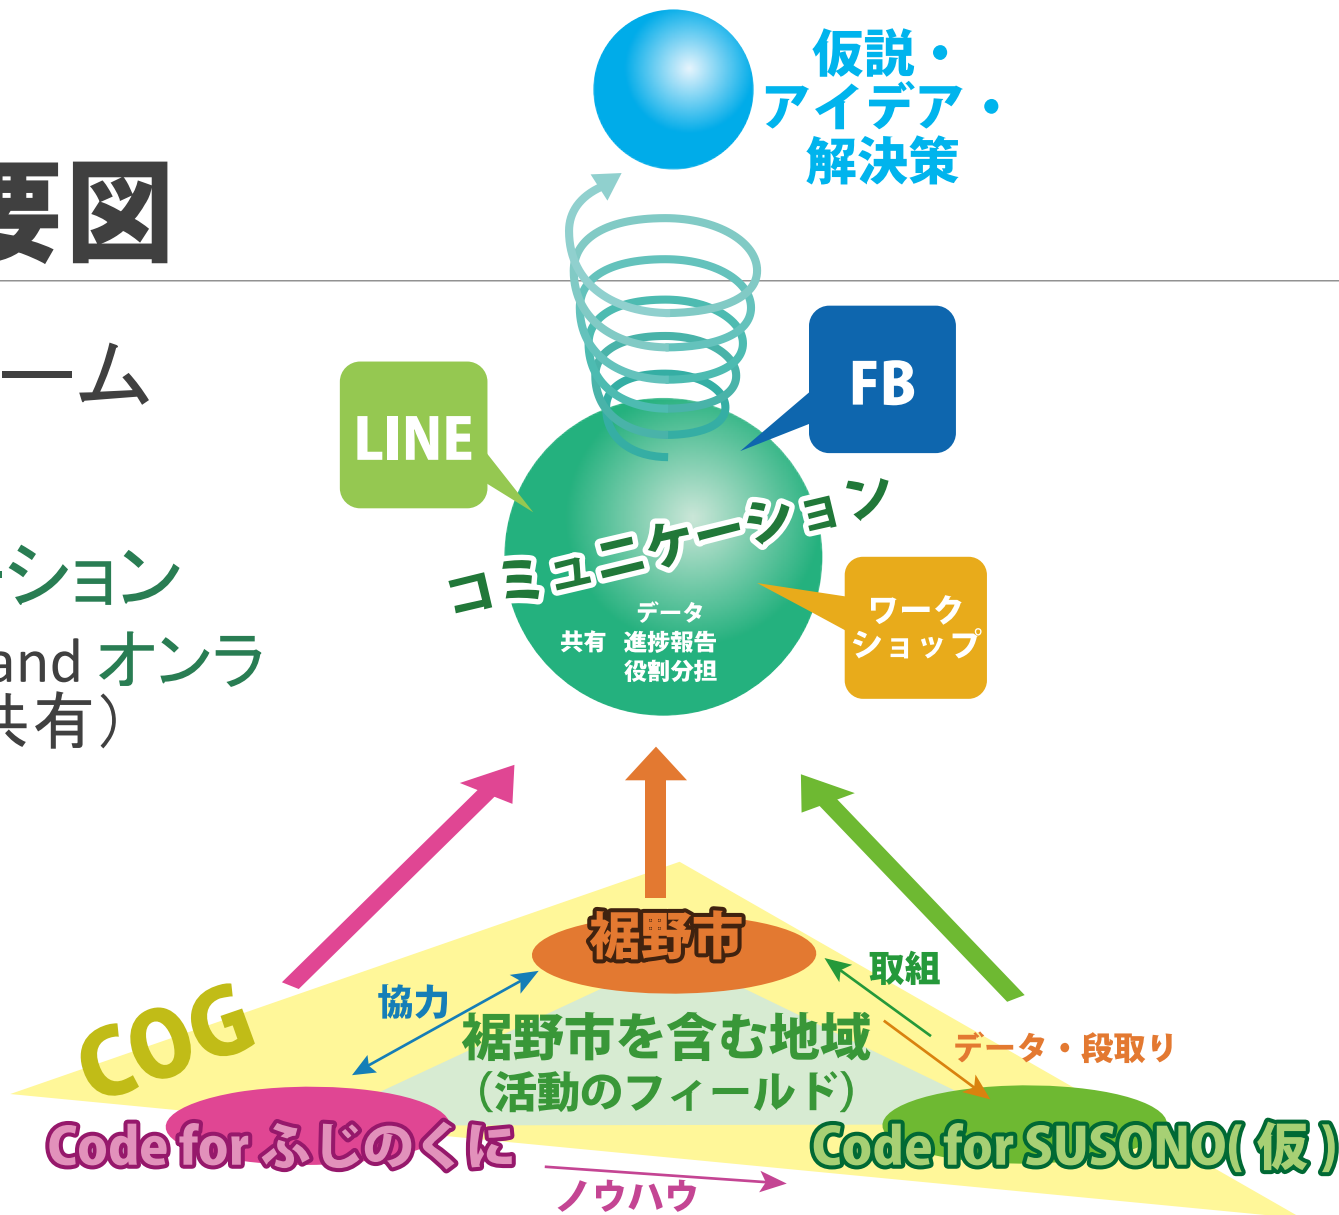 仮説・
アイデア・
解決策
要図
ーム
LINE
FB
コミュニケーション
ーション
データ
共有 進捗報告
役割分担
ワーク
ショップ
and オンラ
共有）
裾野市
取組
協力
COG
裾野市を含む地域
（活動のフィールド）
データ・段取り
Code for ふじのくに
Code for SUSONO(仮)
ノウハウ